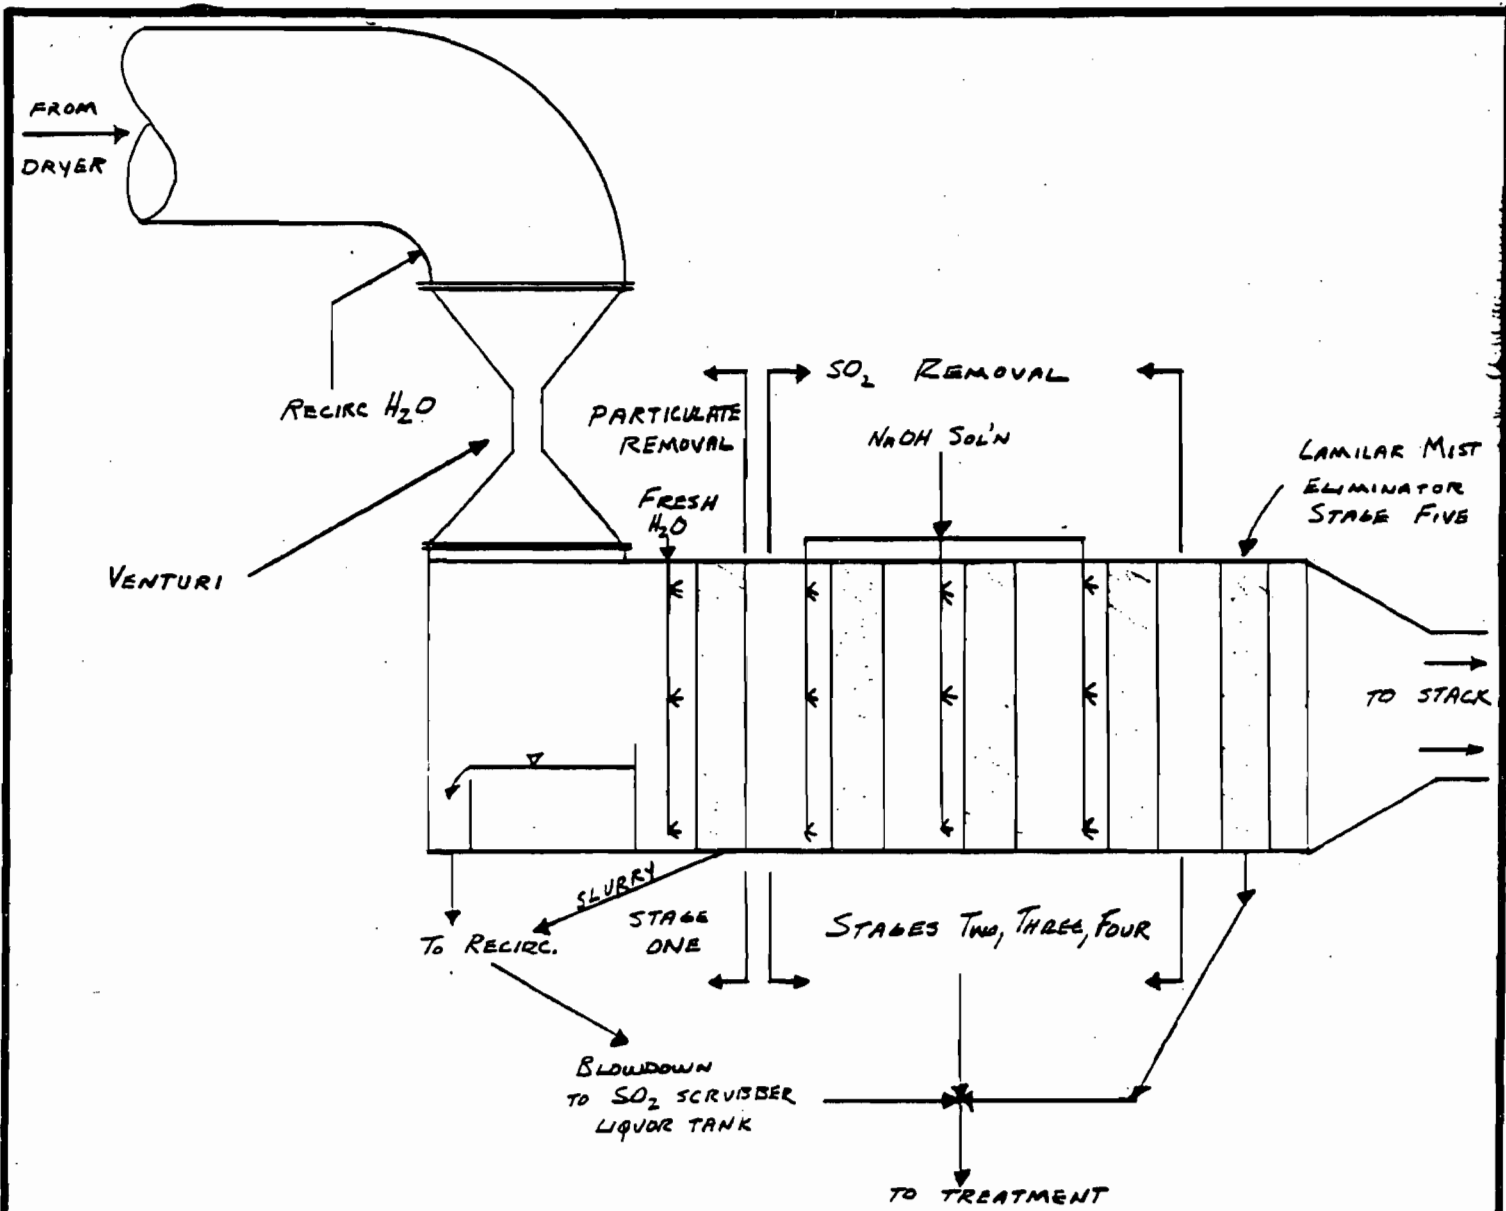 FROM
DRYER
RECIRC H2O
VENTURI
PARTICULATE
REMOVAL
FRESH
H2O
SO2 REMOVAL
NaOH SOL'N
LAMILAR MIST
ELIMINATOR
STAGE FIVE
TO STACK
SLURRY
TO RECIRC.
STAGE
ONE
STAGES TWO, THREE, FOUR
BLOWDOWN
TO SO2 SCRUBBER
LIQUOR TANK
TO TREATMENT